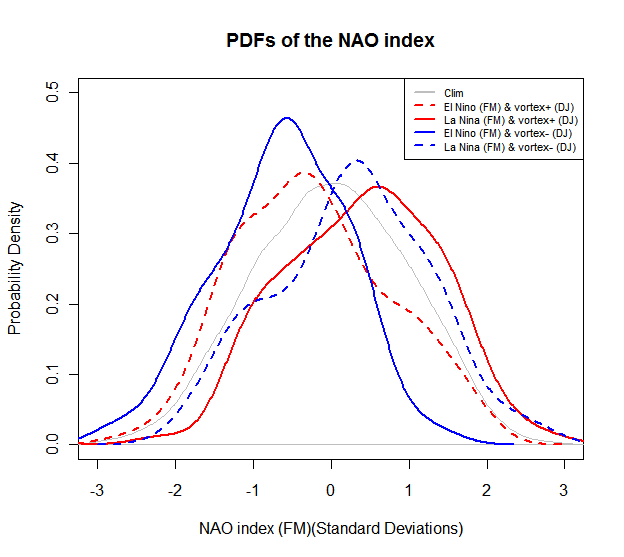 PDFs of the NAO index
Probability Density
0.5
0.4
0.3
0.2
0.1
0.0
Clim
El Nino (FM) & vortex+ (DJ)
La Nina (FM) & vortex+ (DJ)
El Nino (FM) & vortex- (DJ)
La Nina (FM) & vortex- (DJ)
-3 -2 -1 0 1 2 3
NAO index (FM)(Standard Deviations)